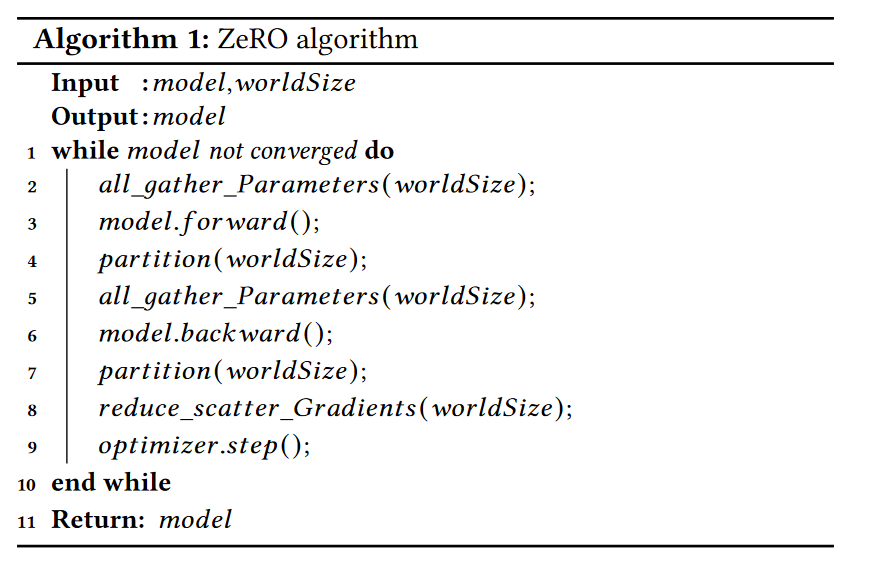 Algorithm 1: ZeRO algorithm
Input : model,worldSize
Output: model
1 while model not converged do
2 all_gather_Parameters(worldSize);
3 model.forward();
4 partition(worldSize);
5 all_gather_Parameters(worldSize);
6 model.backward();
7 partition(worldSize);
8 reduce_scatter_Gradients(worldSize);
9 optimizer.step();
10 end while
11 Return: model